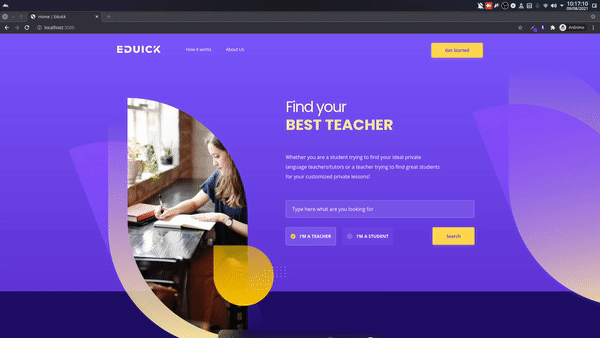 10:17:10
09/08/2021
Home | Eduick
localhost:3000
Anônima
EDUICK
How it works
About Us
Get Started
Find your
BEST TEACHER
Whether you are a student trying to find your ideal private
language teachers/tutors or a teacher trying to find great students
for your customized private lessons!
Type here what are you looking for
I'M A TEACHER
I'M A STUDENT
Search